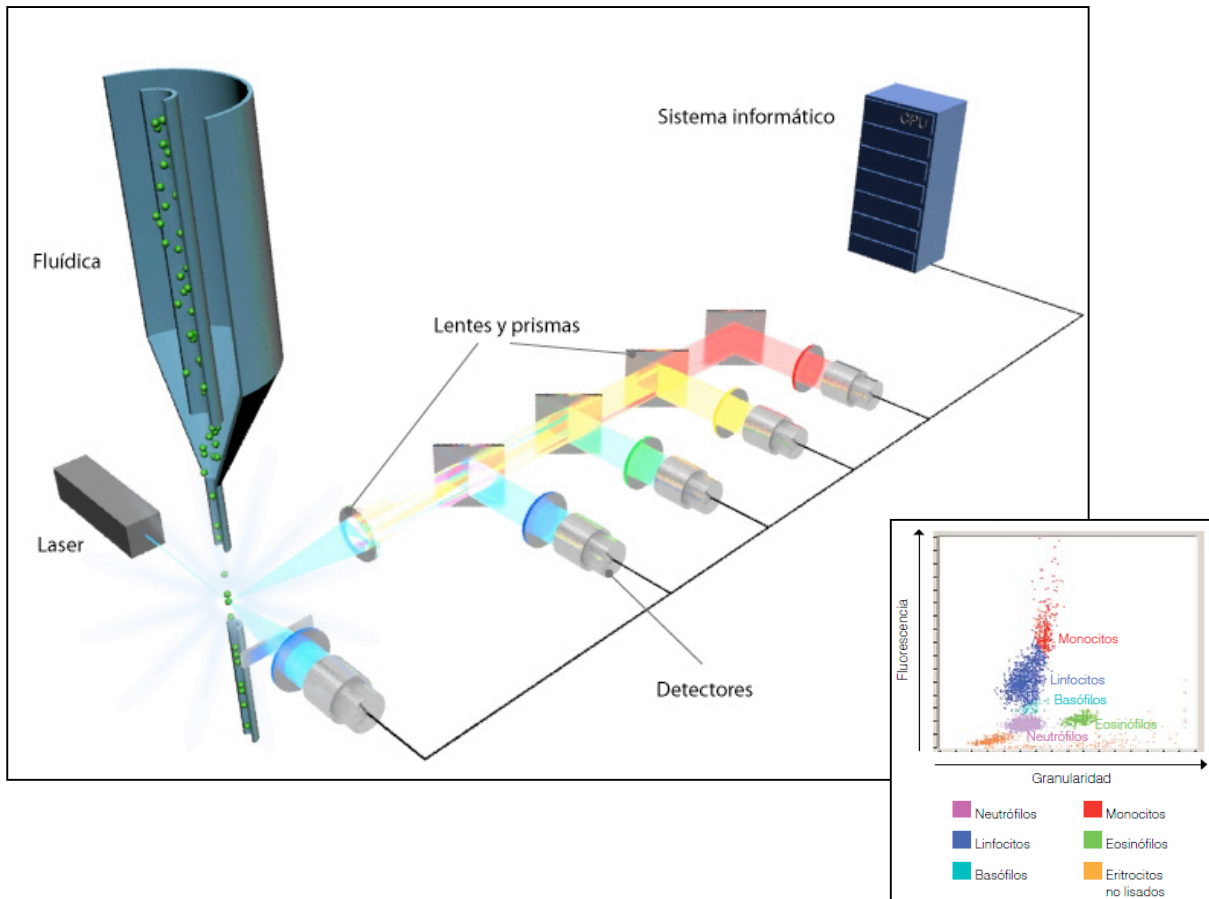 Sistema informático
CPU
Fluídica
Lentes y prismas
Laser
Detectores
Fluorescencia
Monocitos
Linfocitos
Basófilos
Eosinófilos
Neutrófilos
Granularidad
Neutrófilos
Monocitos
Linfocitos
Eosinófilos
Basófilos
Eritrocitos
no lisados